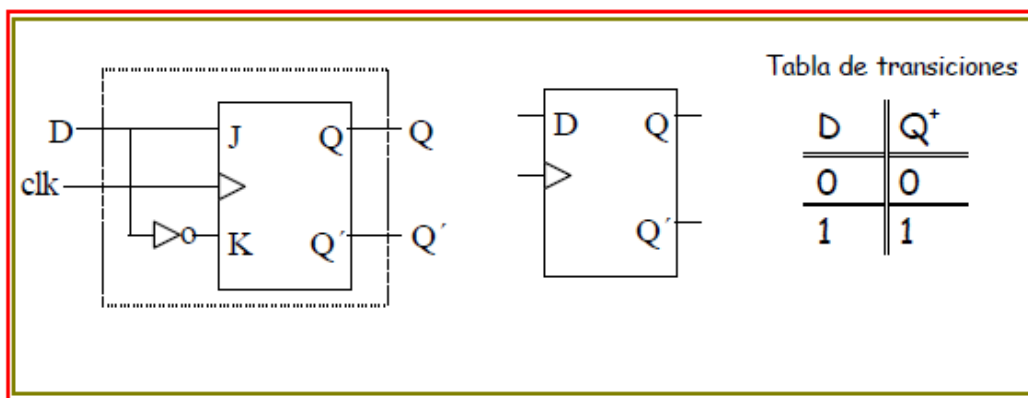 Tabla de transiciones
D J Q Q
clk
K Q´ Q´
D Q
Q´
D Q+
0 0
1 1